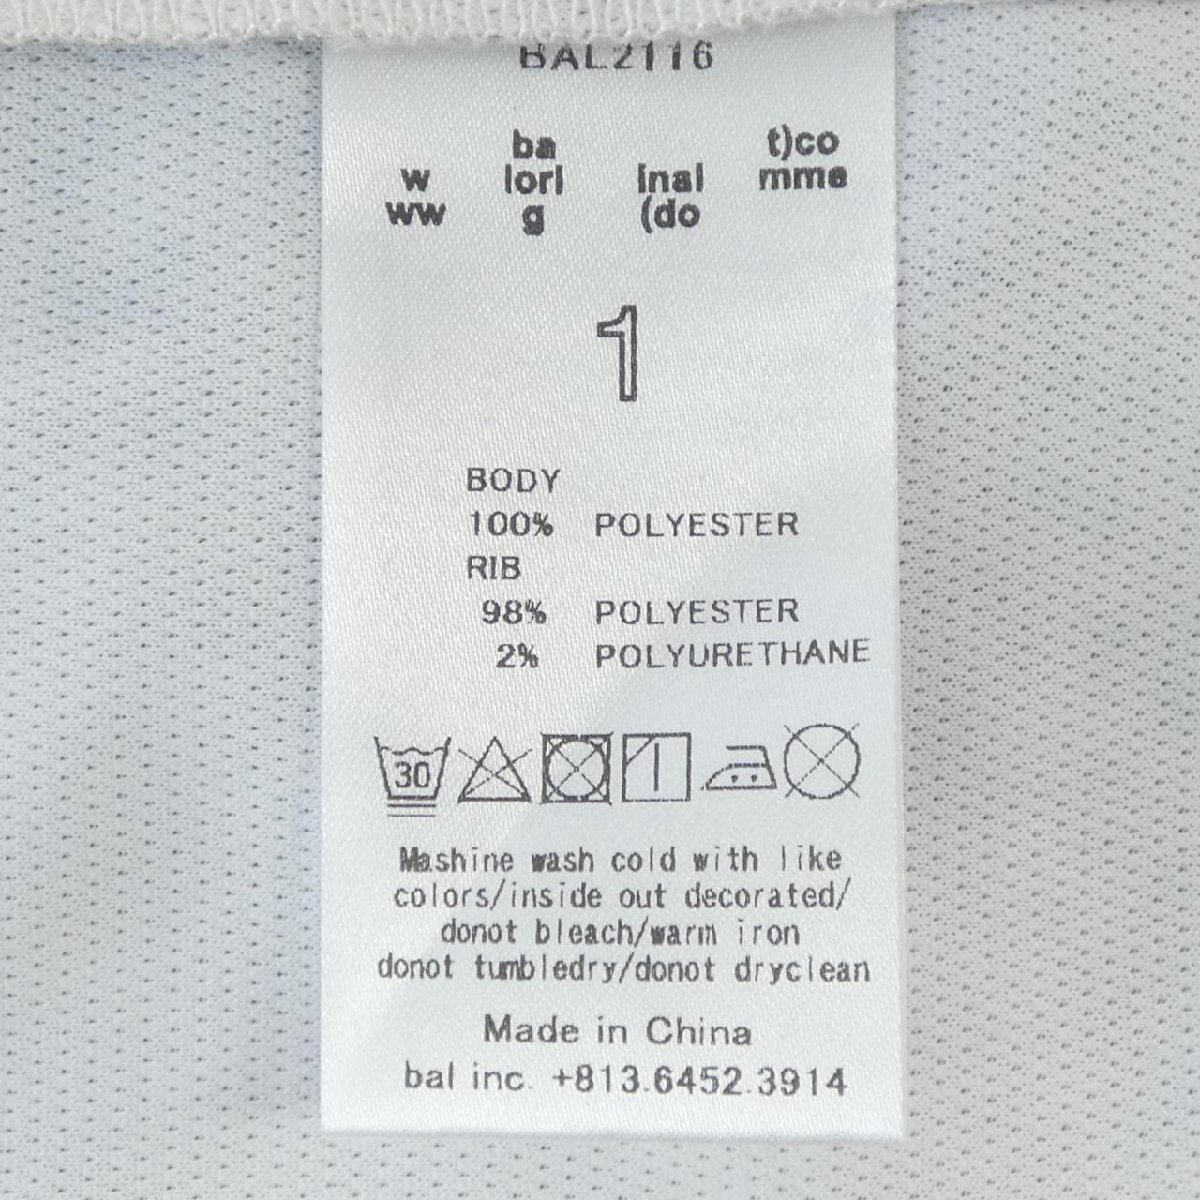 BAL2116
w
ww
ba
lori
g
inal
(do
t)co
mme
1
BODY
100% POLYESTER
RIB
98% POLYESTER
2% POLYURETHANE
30
Mashine wash cold with like
colors/inside out decorated/
donot bleach/warm iron
donot tumbledry/donot dryclean
Made in China
bal inc. +813.6452.3914